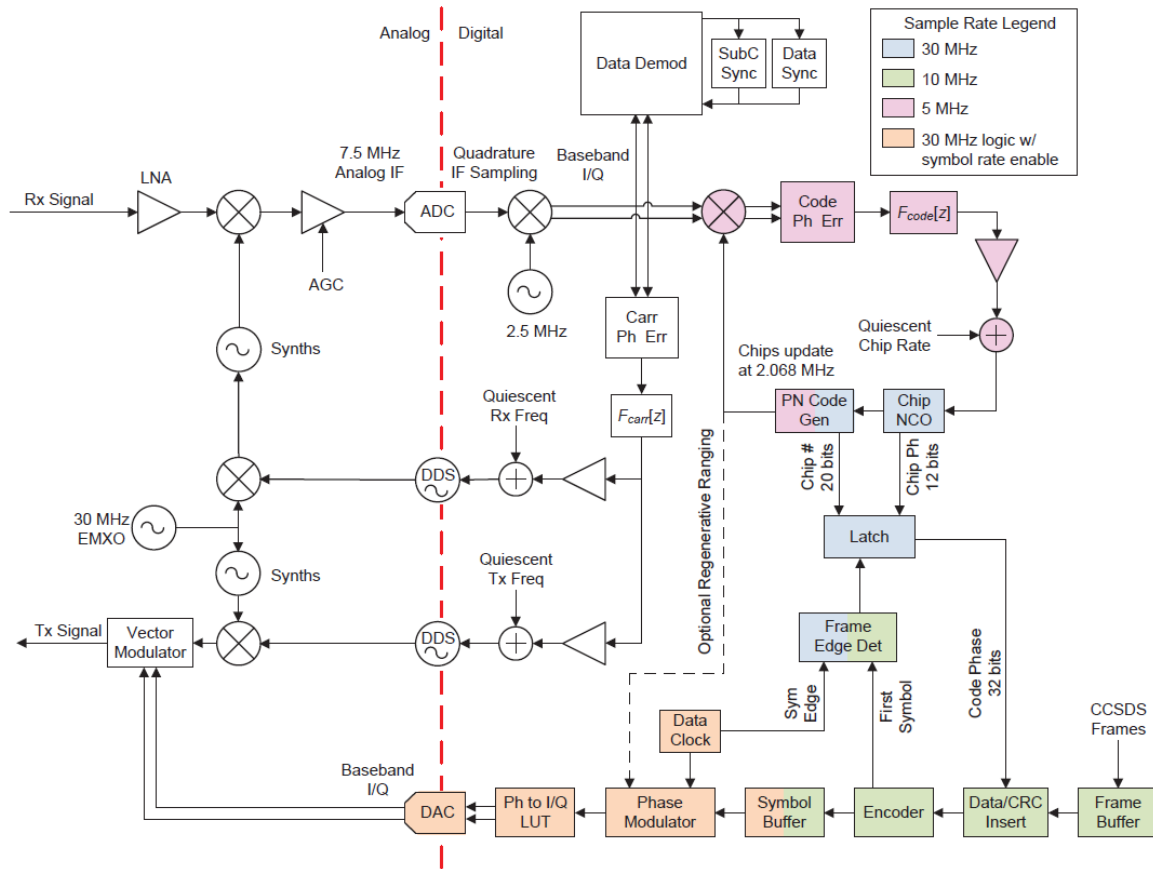 Analog
Digital
Sample Rate Legend
30 MHz
10 MHz
5 MHz
30 MHz logic w/
symbol rate enable
Data Demod
SubC
Sync
Data
Sync
7.5 MHz
Analog IF
Quadrature
IF Sampling
Baseband
I/Q
LNA
Rx Signal
ADC
Code
Ph Err
Fcode[z]
AGC
2.5 MHz
Carr
Ph Err
Quiescent
Chip Rate
Synths
Chips update
at 2.068 MHz
PN Code
Gen
Chip
NCO
Quiescent
Rx Freq
Fcarr[z]
Chip #
20 bits
Chip Ph
12 bits
DDS
30 MHz
EMXO
Latch
Synths
Quiescent
Tx Freq
Optional Regenerative Ranging
Tx Signal
Vector
Modulator
DDS
Frame
Edge Det
Sym
Edge
First
Symbol
Code Phase
32 bits
CCSDS
Frames
Data
Clock
Baseband
I/Q
DAC
Ph to I/Q
LUT
Phase
Modulator
Symbol
Buffer
Encoder
Data/CRC
Insert
Frame
Buffer